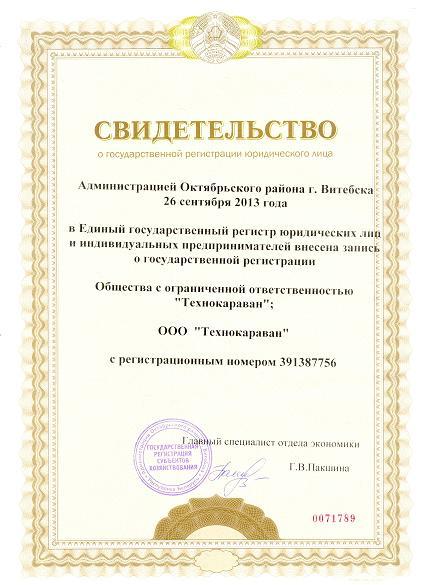 СВИДЕТЕЛЬСТВО
о государственной регистрации юридического лица
Администрацией Октябрьского района г. Витебска
26 сентября 2013 года
в Единый государственный регистр юридических лиц
и индивидуальных предпринимателей внесена запись
о государственной регистрации
Общества с ограниченной ответственностью
"Технокараван";
ООО "Технокараван"
с регистрационным номером 391387756
Главный специалист отдела экономики
ГОСУДАРСТВЕННАЯ
РЕГИСТРАЦИЯ
СУБЪЕКТОВ
ХОЗЯЙСТВОВАНИЯ
Г.В.Пакшина
0071789